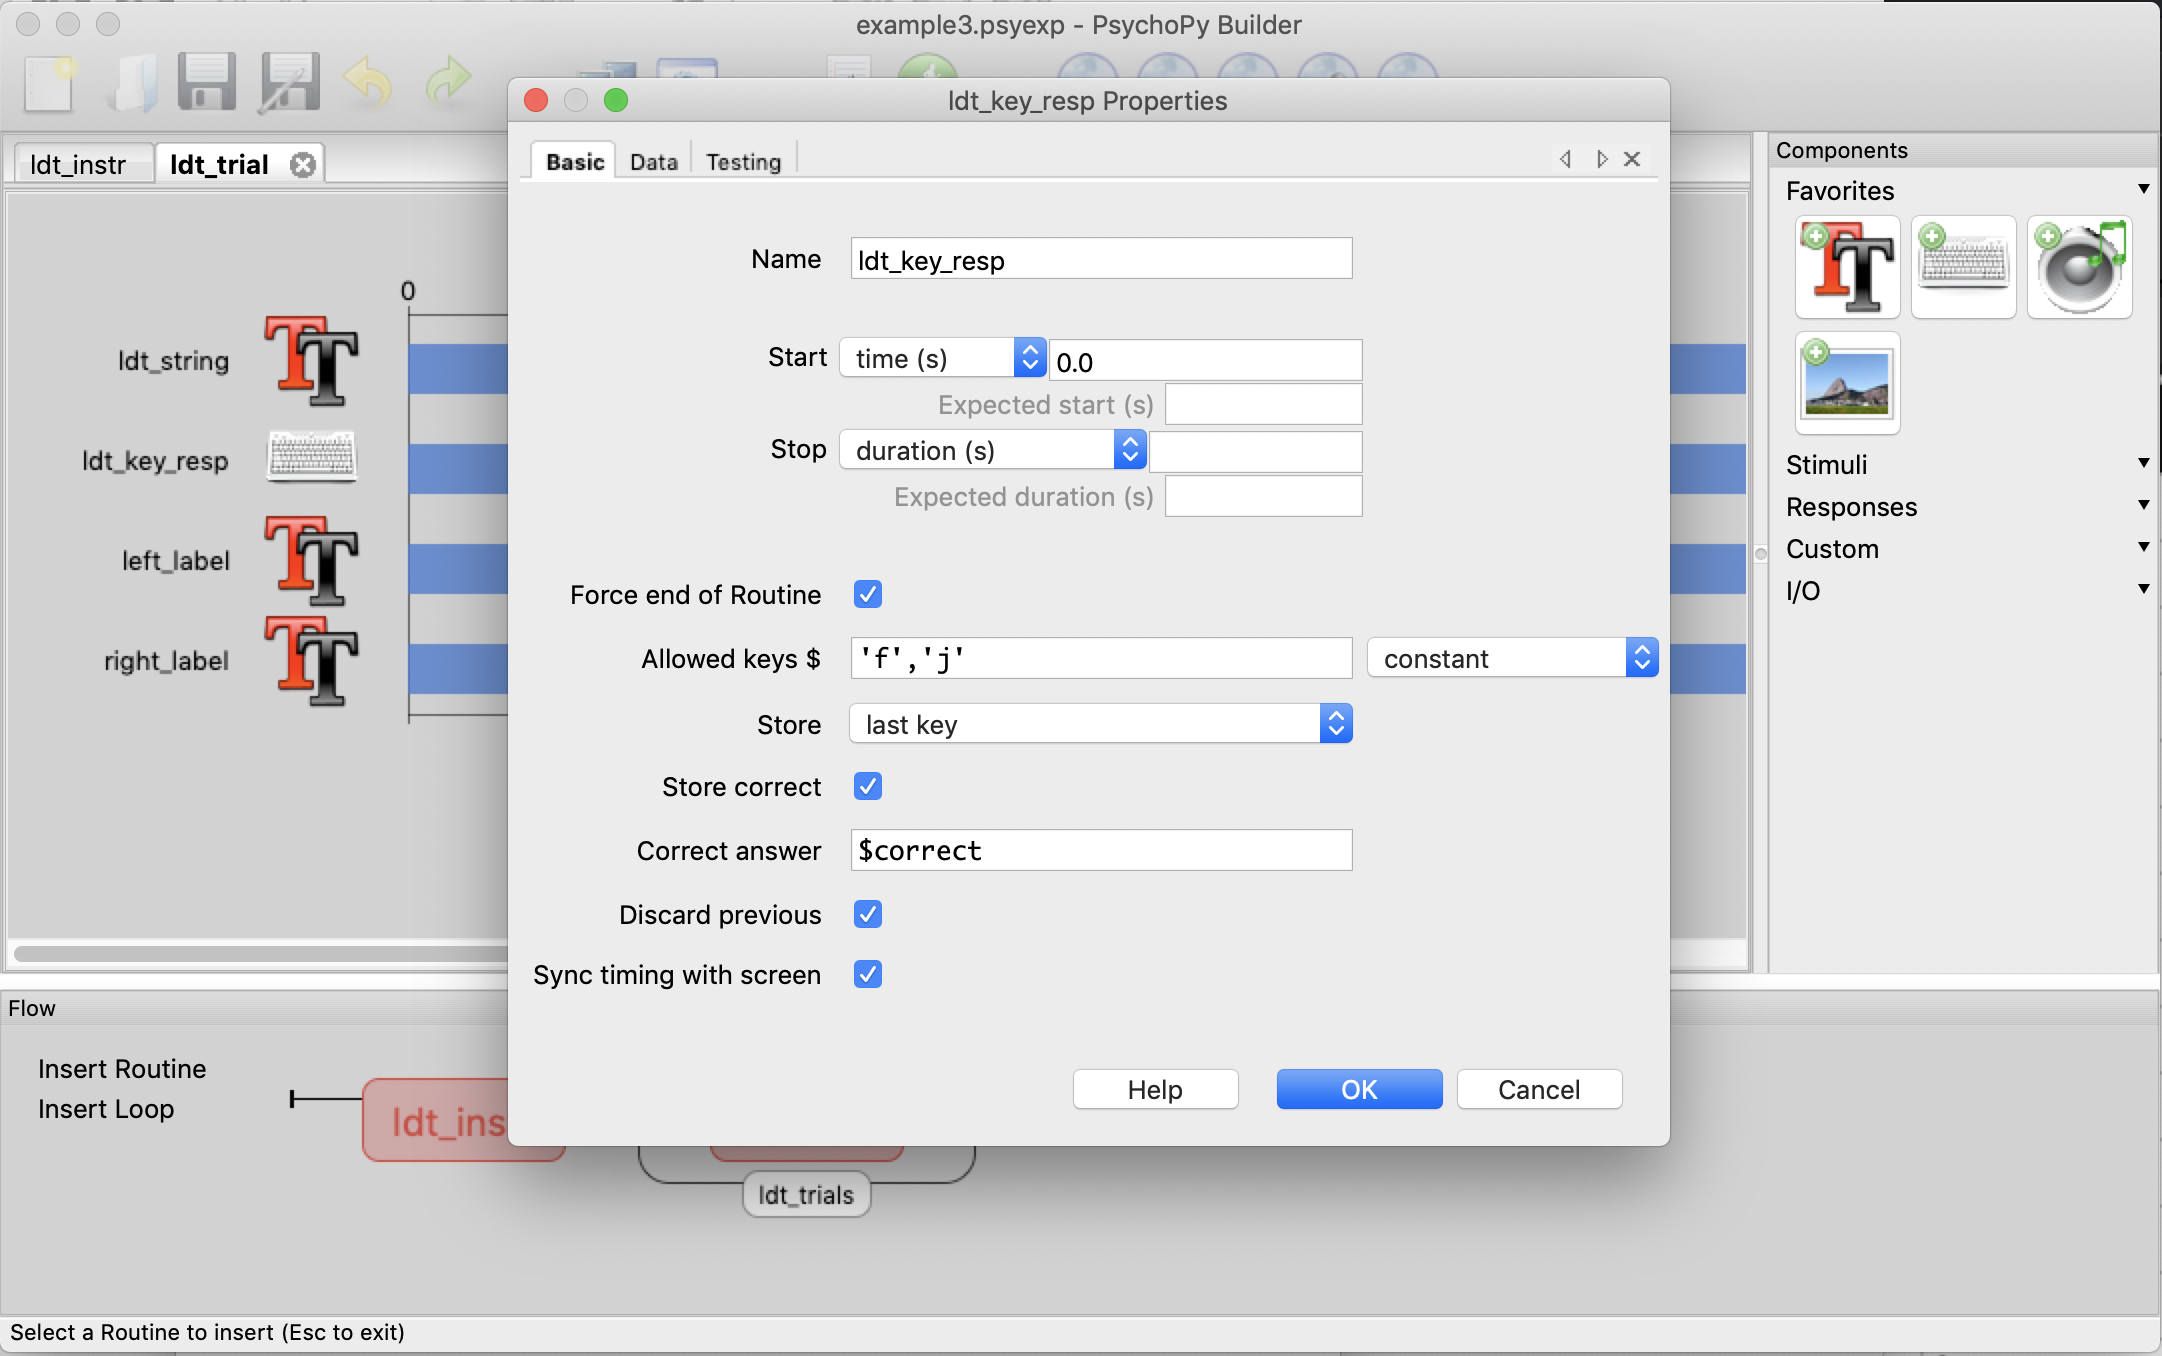 example3.psyexp - PsychoPy Builder
ldt_key_resp Properties
ldt_instr
ldt_trial
Basic
Data
Testing
Components
Favorites
Stimuli
Responses
Custom
I/O
0
ldt_string
ldt_key_resp
left_label
right_label
Name
ldt_key_resp
Start
time (s)
0.0
Expected start (s)
Stop
duration (s)
Expected duration (s)
Force end of Routine
Allowed keys $
'f','j'
constant
Store
last key
Store correct
Correct answer
$correct
Discard previous
Sync timing with screen
Help
OK
Cancel
Flow
Insert Routine
Insert Loop
ldt_ins
ldt_trials
Select a Routine to insert (Esc to exit)